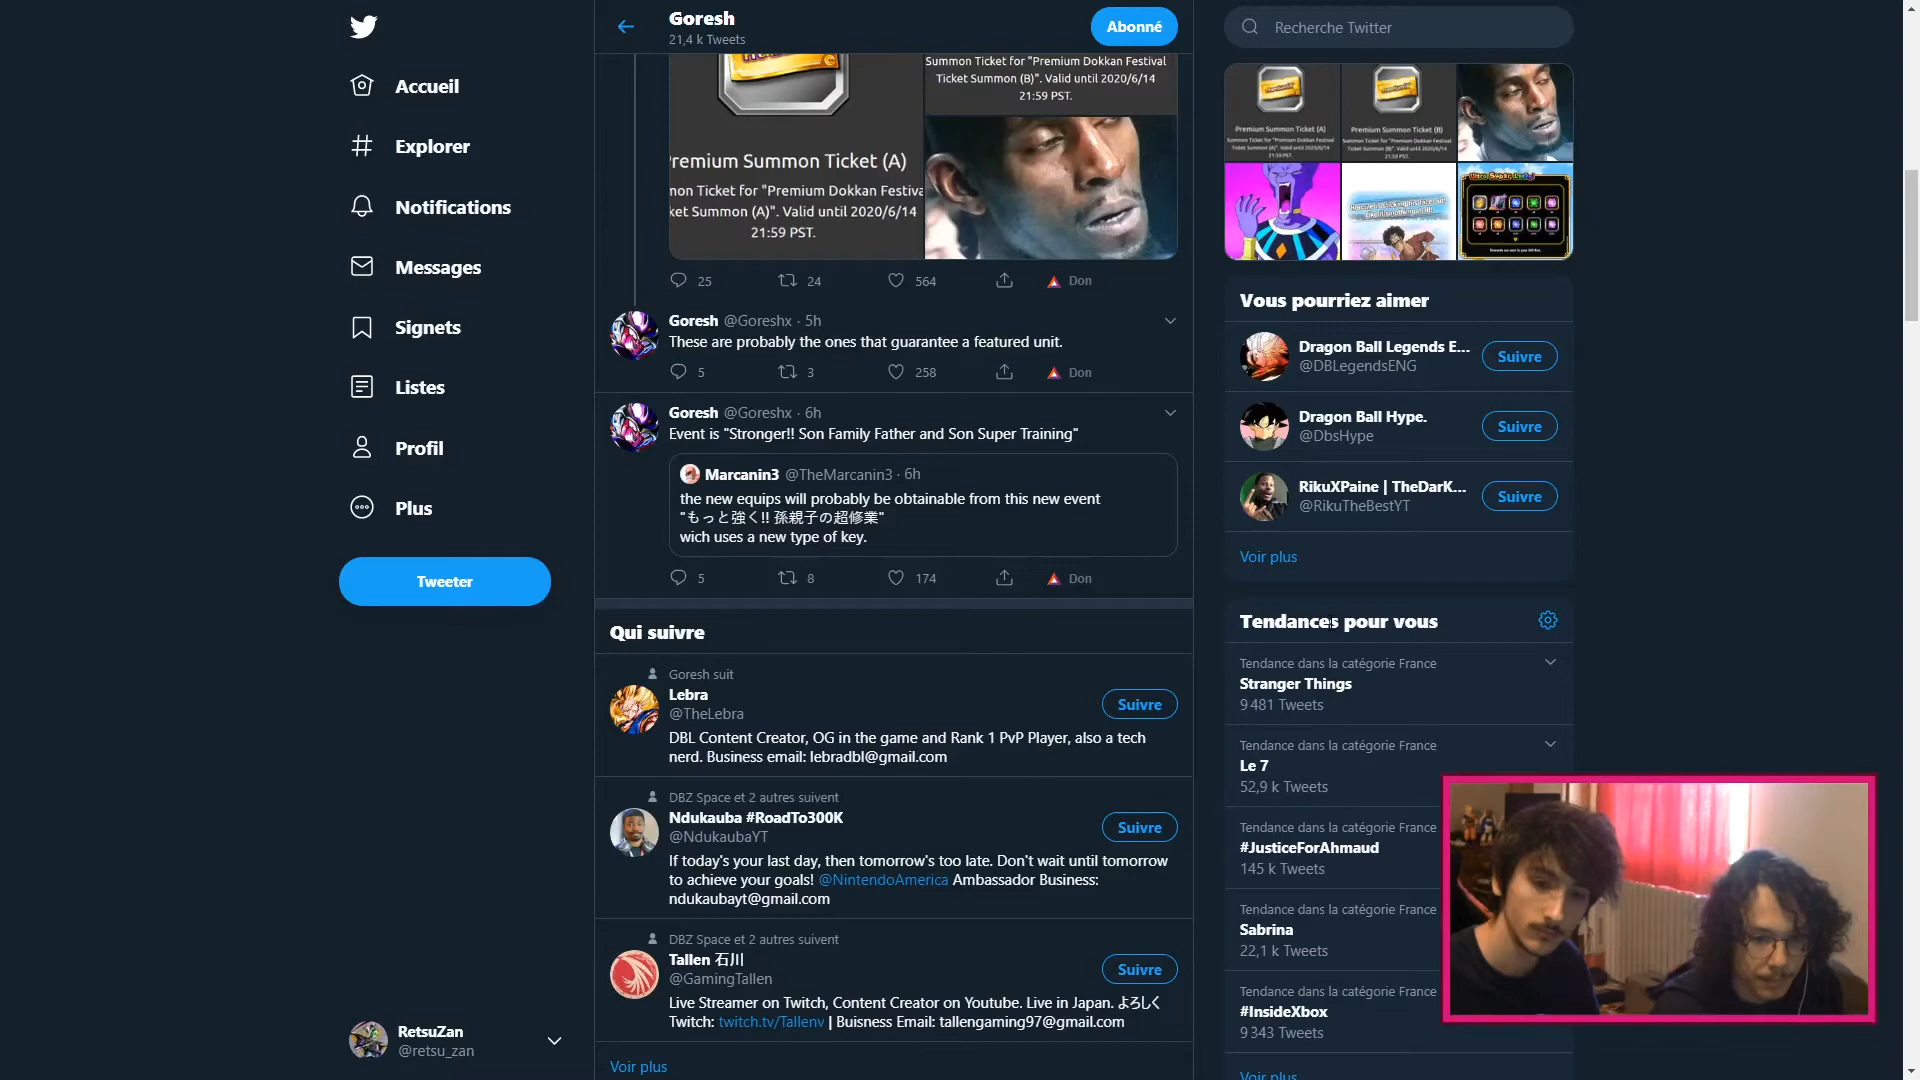 Accueil
Explorer
Notifications
Messages
Signets
Listes
Profil
Plus
Tweeter
RetsuZan
@retsu_zan
Goresh
21,4 k Tweets
Abonné
Premium Summon Ticket (A)
ket Summon (A)". Valid until 2020/6/14
21:59 PST.
Summon Ticket for "Premium Dokkan Festival
Ticket Summon (B)". Valid until 2020/6/14
21:59 PST.
25
24
564
Don
Goresh @Goreshx · 5h
These are probably the ones that guarantee a featured unit.
5
3
258
Don
Goresh @Goreshx · 6h
Event is "Stronger!! Son Family Father and Son Super Training"
Marcanin3 @TheMarcanin3 · 6h
the new equips will probably be obtainable from this new event
"もっと強く!! 孫親子の超修業"
wich uses a new type of key.
5
8
174
Don
Qui suivre
Goresh suit
Lebra
@TheLebra
Suivre
DBL Content Creator, OG in the game and Rank 1 PvP Player, also a tech
nerd. Business email: lebradbl@gmail.com
DBZ Space et 2 autres suivent
Ndukauba #RoadTo300K
@NdukaubaYT
Suivre
If today's your last day, then tomorrow's too late. Don't wait until tomorrow
to achieve your goals! @NintendoAmerica Ambassador Business:
ndukaubayt@gmail.com
DBZ Space et 2 autres suivent
Tallen 石川
@GamingTallen
Suivre
Live Streamer on Twitch, Content Creator on Youtube. Live in Japan. よろしく
Twitch: twitch.tv/Tallenv | Buisness Email: tallengaming97@gmail.com
Voir plus
Recherche Twitter
Premium Summon Ticket (A)
Premium Summon Ticket (B)
Vous pourriez aimer
Dragon Ball Legends E...
@DBLegendsENG
Suivre
Dragon Ball Hype.
@DbsHype
Suivre
RikuXPaine | TheDarK...
@RikuTheBestYT
Suivre
Voir plus
Tendances pour vous
Tendance dans la catégorie France
Stranger Things
9 481 Tweets
Tendance dans la catégorie France
Le 7
52,9 k Tweets
Tendance dans la catégorie France
#JusticeForAhmaud
145 k Tweets
Tendance dans la catégorie France
Sabrina
22,1 k Tweets
Tendance dans la catégorie France
#InsideXbox
9 343 Tweets
Voir plus